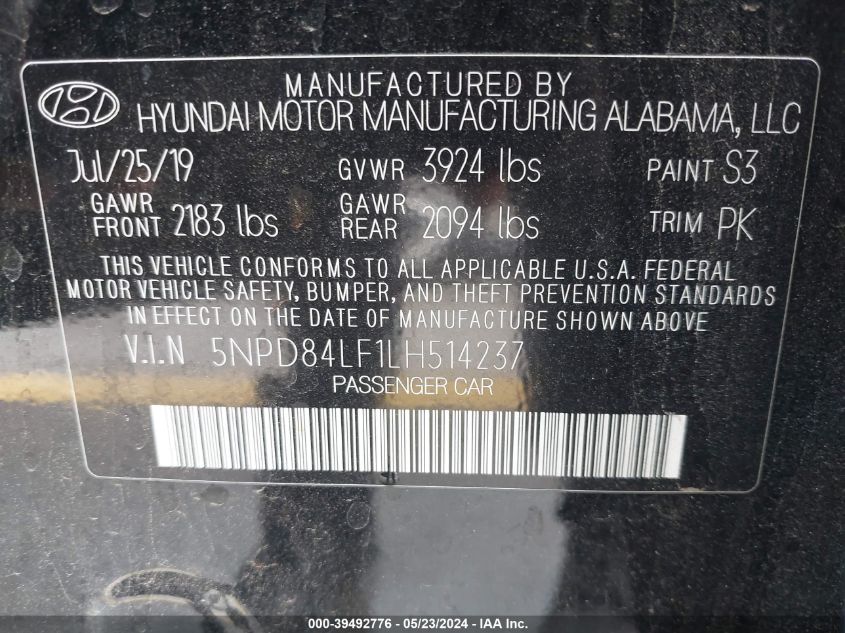 MANUFACTURED BY
HYUNDAI MOTOR MANUFACTURING ALABAMA, LLC
Jul/25/19 GVWR 3924 lbs PAINT S3
GAWR FRONT 2183 lbs GAWR REAR 2094 lbs TRIM PK
THIS VEHICLE CONFORMS TO ALL APPLICABLE U.S.A. FEDERAL
MOTOR VEHICLE SAFETY, BUMPER, AND THEFT PREVENTION STANDARDS
IN EFFECT ON THE DATE OF MANUFACTURE SHOWN ABOVE
V.I.N 5NPD84LF1LH514237
PASSENGER CAR
000-39492776 - 05/23/2024 - IAA Inc.